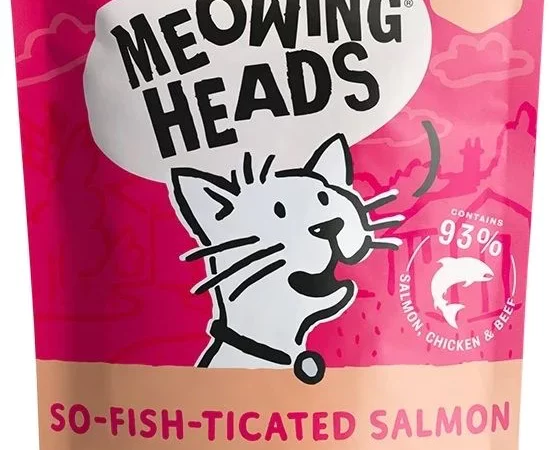 MEOWING®
HEADS
CONTAINS
93%
SALMON, CHICKEN & BEEF
SO-FISH-TICATED SALMON